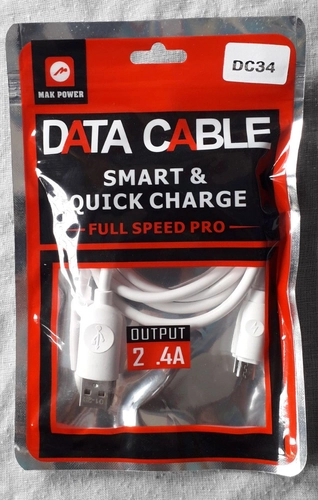 MAK POWER
DC34
DATA CABLE
SMART &
QUICK CHARGE
FULL SPEED PRO
OUTPUT
2 .4A